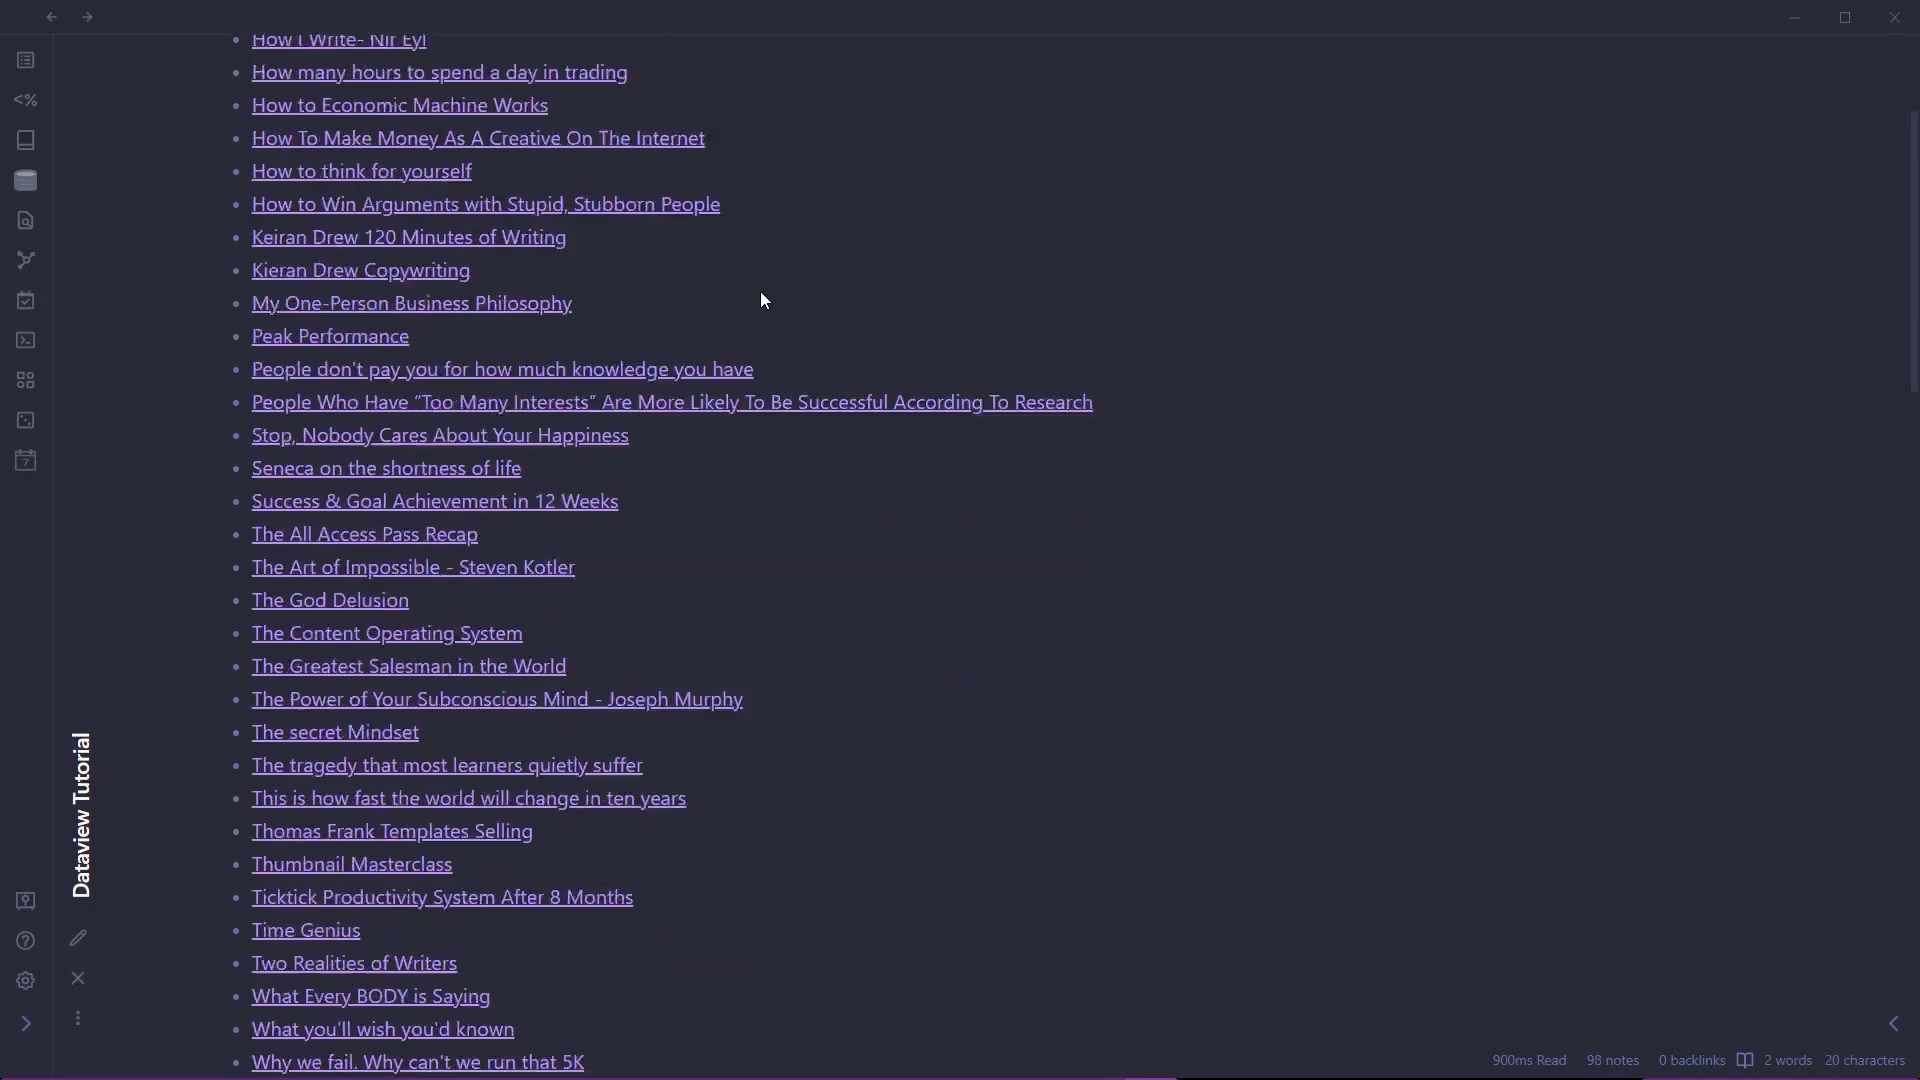 How I Write- Nir Eyl
How many hours to spend a day in trading
How to Economic Machine Works
How To Make Money As A Creative On The Internet
How to think for yourself
How to Win Arguments with Stupid, Stubborn People
Keiran Drew 120 Minutes of Writing
Kieran Drew Copywriting
My One-Person Business Philosophy
Peak Performance
People don't pay you for how much knowledge you have
People Who Have “Too Many Interests” Are More Likely To Be Successful According To Research
Stop, Nobody Cares About Your Happiness
Seneca on the shortness of life
Success & Goal Achievement in 12 Weeks
The All Access Pass Recap
The Art of Impossible - Steven Kotler
The God Delusion
The Content Operating System
The Greatest Salesman in the World
The Power of Your Subconscious Mind - Joseph Murphy
The secret Mindset
The tragedy that most learners quietly suffer
This is how fast the world will change in ten years
Thomas Frank Templates Selling
Thumbnail Masterclass
Ticktick Productivity System After 8 Months
Time Genius
Two Realities of Writers
What Every BODY is Saying
What you'll wish you'd known
Why we fail. Why can't we run that 5K
Dataview Tutorial
<%
7
900ms Read 98 notes 0 backlinks 2 words 20 characters